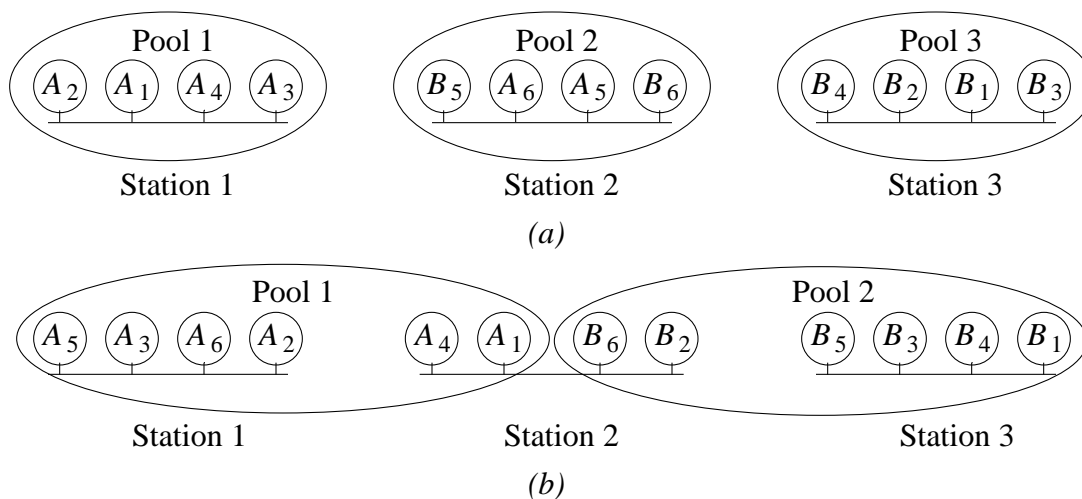 Pool 1 Pool 2 Pool 3
A2 A1 A4 A3 B5 A6 A5 B6 B4 B2 B1 B3
Station 1 Station 2 Station 3
(a)
Pool 1 Pool 2
A5 A3 A6 A2 A4 A1 B6 B2 B5 B3 B4 B1
Station 1 Station 2 Station 3
(b)